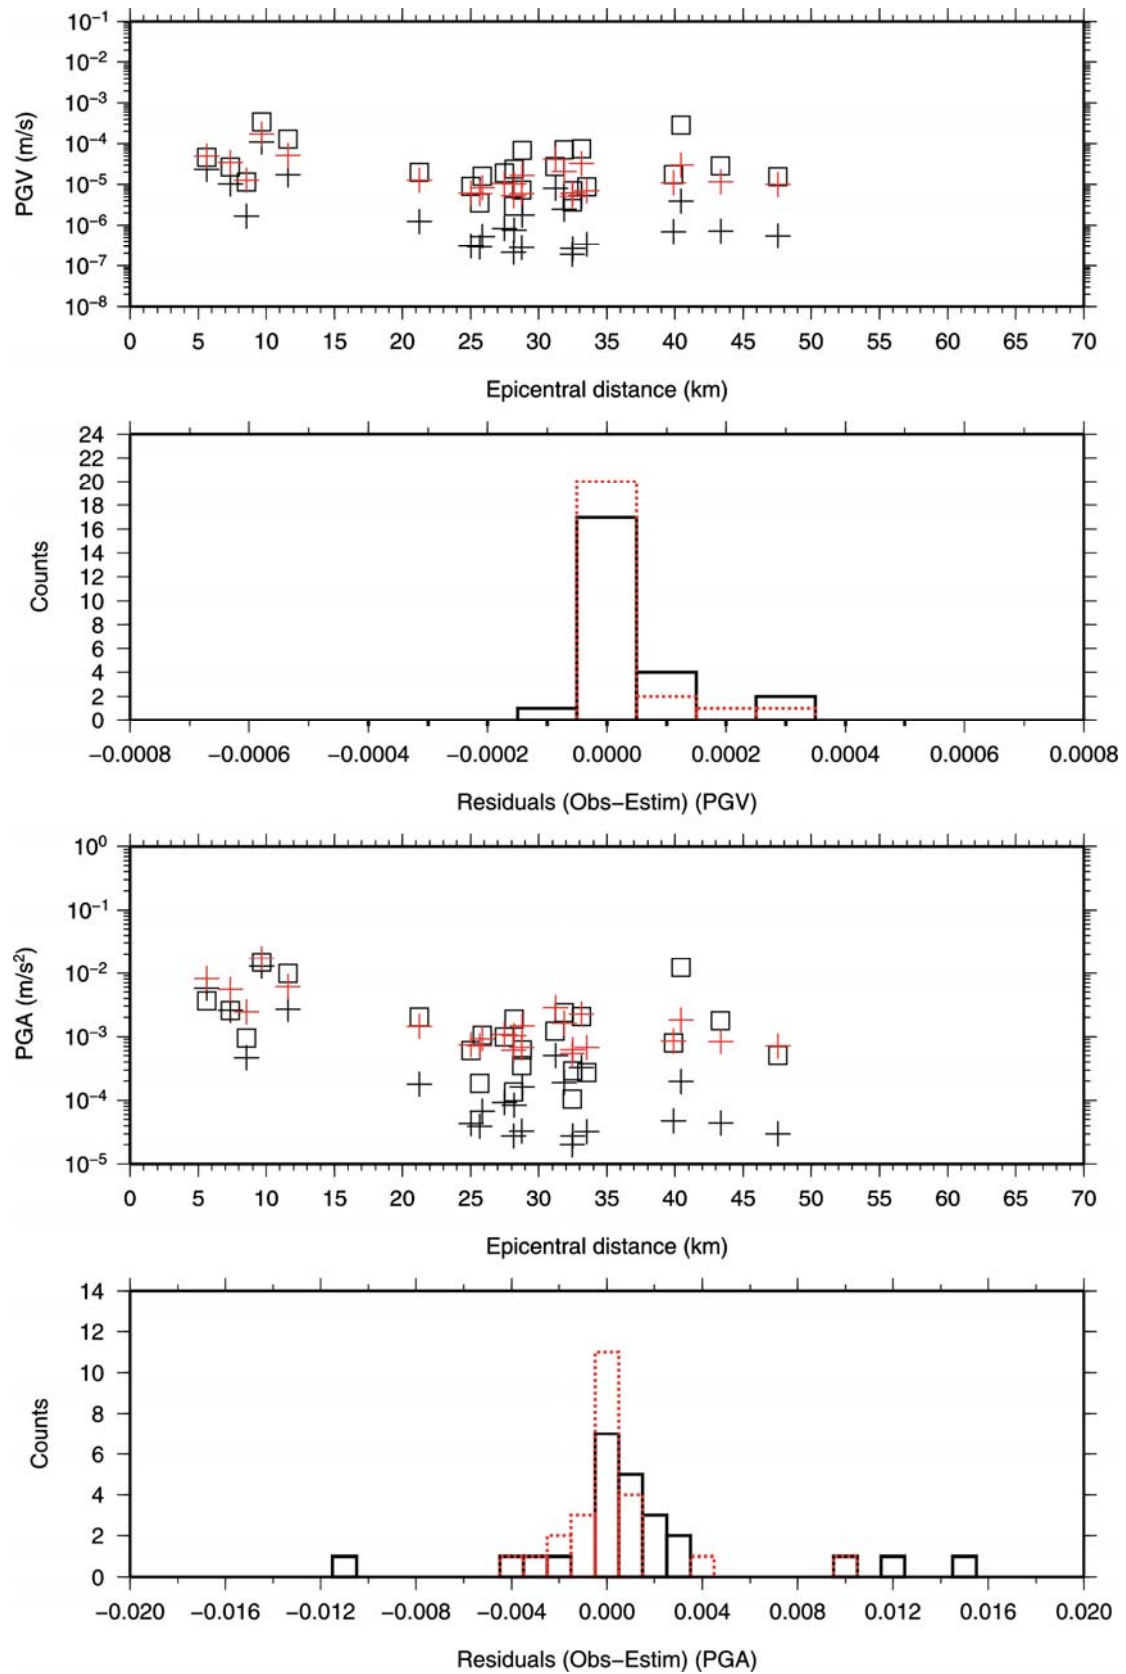 10⁻¹
10⁻²
10⁻³
10⁻⁴
10⁻⁵
10⁻⁶
10⁻⁷
10⁻⁸
PGV (m/s)
0 5 10 15 20 25 30 35 40 45 50 55 60 65 70
Epicentral distance (km)
24
22
20
18
16
14
12
10
8
6
4
2
0
Counts
−0.0008 −0.0006 −0.0004 −0.0002 0.0000 0.0002 0.0004 0.0006 0.0008
Residuals (Obs−Estim) (PGV)
10⁰
10⁻¹
10⁻²
10⁻³
10⁻⁴
10⁻⁵
PGA (m/s²)
0 5 10 15 20 25 30 35 40 45 50 55 60 65 70
Epicentral distance (km)
14
12
10
8
6
4
2
0
Counts
−0.020 −0.016 −0.012 −0.008 −0.004 0.000 0.004 0.008 0.012 0.016 0.020
Residuals (Obs−Estim) (PGA)